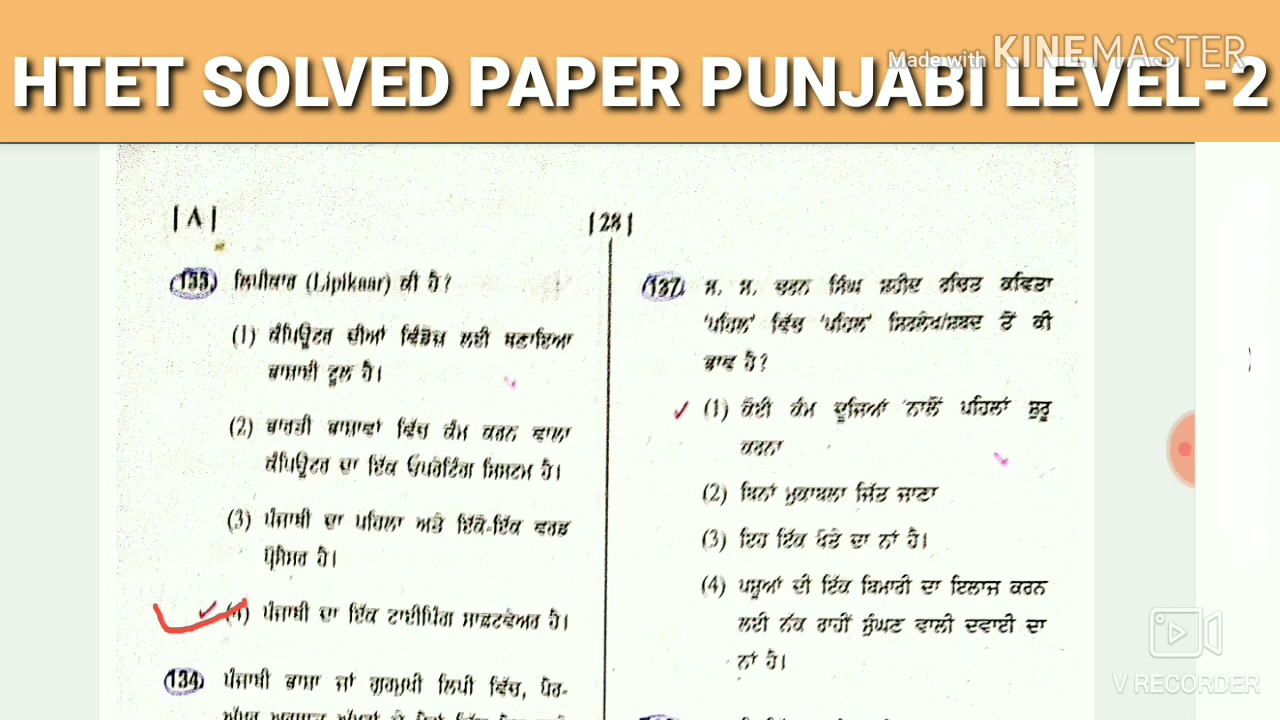 Made with KINEMASTER
HTET SOLVED PAPER PUNJABI LEVEL-2
[A]
[28]
133. ਲਿਪੀਕਾਰ (Lipikaar) ਕੀ ਹੈ?
(1) ਕੰਪਿਊਟਰ ਦੀਆਂ ਵਿੰਡੋਜ਼ ਲਈ ਬਣਾਇਆ
ਭਾਸ਼ਾਈ ਟੂਲ ਹੈ।
(2) ਭਾਰਤੀ ਭਾਸ਼ਾਵਾਂ ਵਿੱਚ ਕੰਮ ਕਰਨ ਵਾਲਾ
ਕੰਪਿਊਟਰ ਦਾ ਇੱਕ ਓਪਰੇਟਿੰਗ ਸਿਸਟਮ ਹੈ।
(3) ਪੰਜਾਬੀ ਦਾ ਪਹਿਲਾ ਅਤੇ ਇੱਕੋ-ਇੱਕ ਵਰਡ
ਪ੍ਰੋਸੈਸਰ ਹੈ।
(4) ਪੰਜਾਬੀ ਦਾ ਇੱਕ ਟਾਈਪਿੰਗ ਸਾਫ਼ਟਵੇਅਰ ਹੈ।
134. ਪੰਜਾਬੀ ਭਾਸ਼ਾ ਜਾਂ ਗੁਰਮੁਖੀ ਲਿਪੀ ਵਿੱਚ, ਪੈਰ-
137. ਸ. ਸ. ਚਰਨ ਸਿੰਘ ਸ਼ਹੀਦ ਰਚਿਤ ਕਵਿਤਾ
'ਪਹਿਲ' ਵਿੱਚ 'ਪਹਿਲ' ਸਿਰਲੇਖ/ਸ਼ਬਦ ਤੋਂ ਕੀ
ਭਾਵ ਹੈ?
(1) ਕੋਈ ਕੰਮ ਦੂਜਿਆਂ ਨਾਲੋਂ ਪਹਿਲਾਂ ਸ਼ੁਰੂ
ਕਰਨਾ
(2) ਬਿਨਾਂ ਮੁਕਾਬਲਾ ਜਿੱਤ ਜਾਣਾ
(3) ਇਹ ਇੱਕ ਪੌਦੇ ਦਾ ਨਾਂ ਹੈ।
(4) ਪਸ਼ੂਆਂ ਦੀ ਇੱਕ ਬਿਮਾਰੀ ਦਾ ਇਲਾਜ ਕਰਨ
ਲਈ ਨੱਕ ਰਾਹੀਂ ਸੁੰਘਣ ਵਾਲੀ ਦਵਾਈ ਦਾ
ਨਾਂ ਹੈ।
V RECORDER